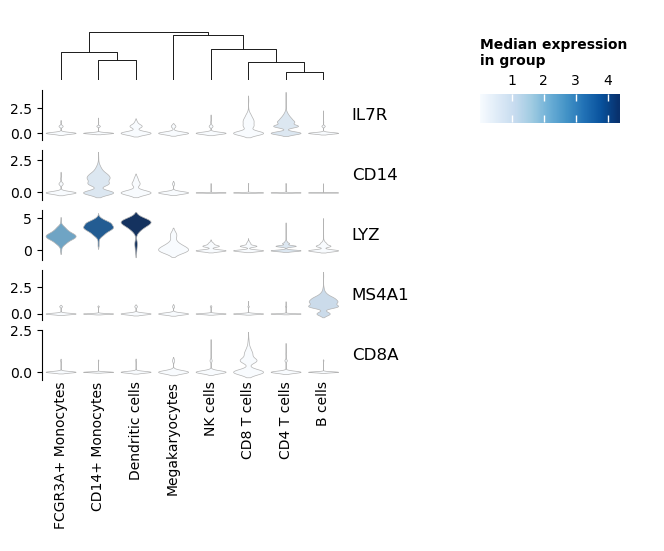 Median expression
in group
1 2 3 4
2.5
0.0
IL7R
2.5
0.0
CD14
5
0
LYZ
2.5
0.0
MS4A1
2.5
0.0
CD8A
FCGR3A+ Monocytes
CD14+ Monocytes
Dendritic cells
Megakaryocytes
NK cells
CD8 T cells
CD4 T cells
B cells